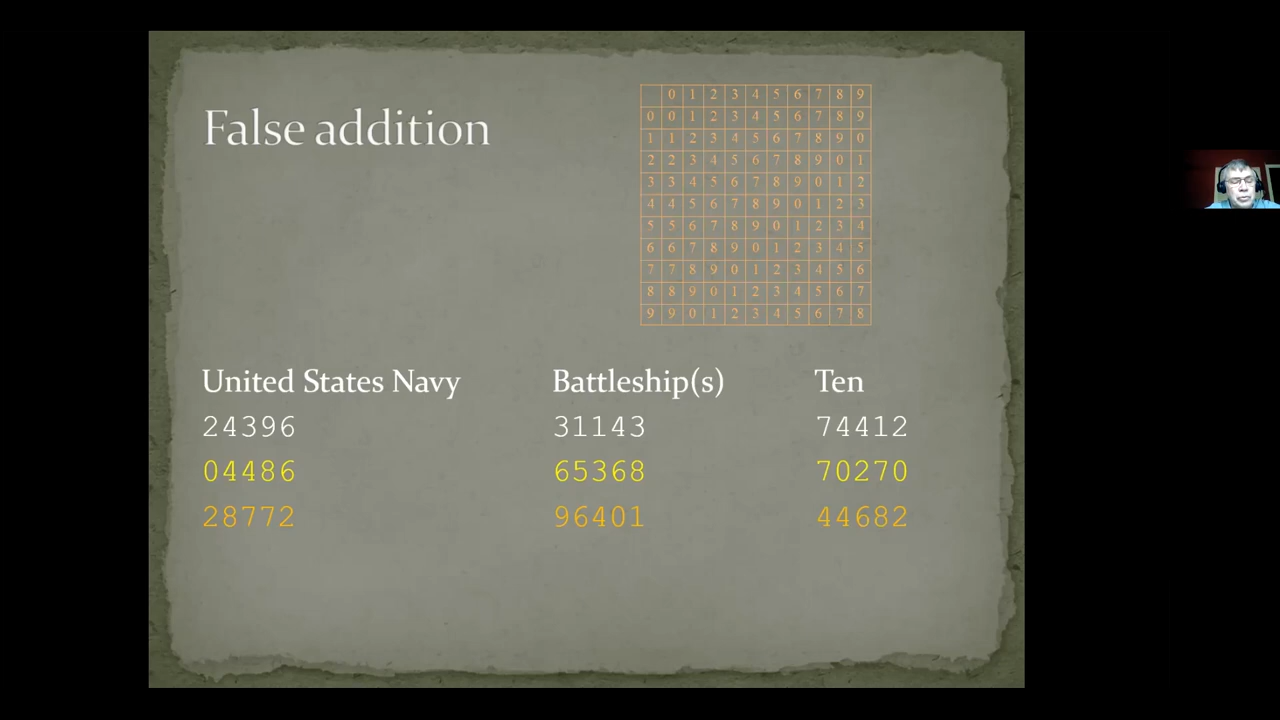 False addition
0 1 2 3 4 5 6 7 8 9
0 0 1 2 3 4 5 6 7 8 9
1 1 2 3 4 5 6 7 8 9 0
2 2 3 4 5 6 7 8 9 0 1
3 3 4 5 6 7 8 9 0 1 2
4 4 5 6 7 8 9 0 1 2 3
5 5 6 7 8 9 0 1 2 3 4
6 6 7 8 9 0 1 2 3 4 5
7 7 8 9 0 1 2 3 4 5 6
8 8 9 0 1 2 3 4 5 6 7
9 9 0 1 2 3 4 5 6 7 8
United States Navy Battleship(s) Ten
24396 31143 74412
04486 65368 70270
28772 96401 44682